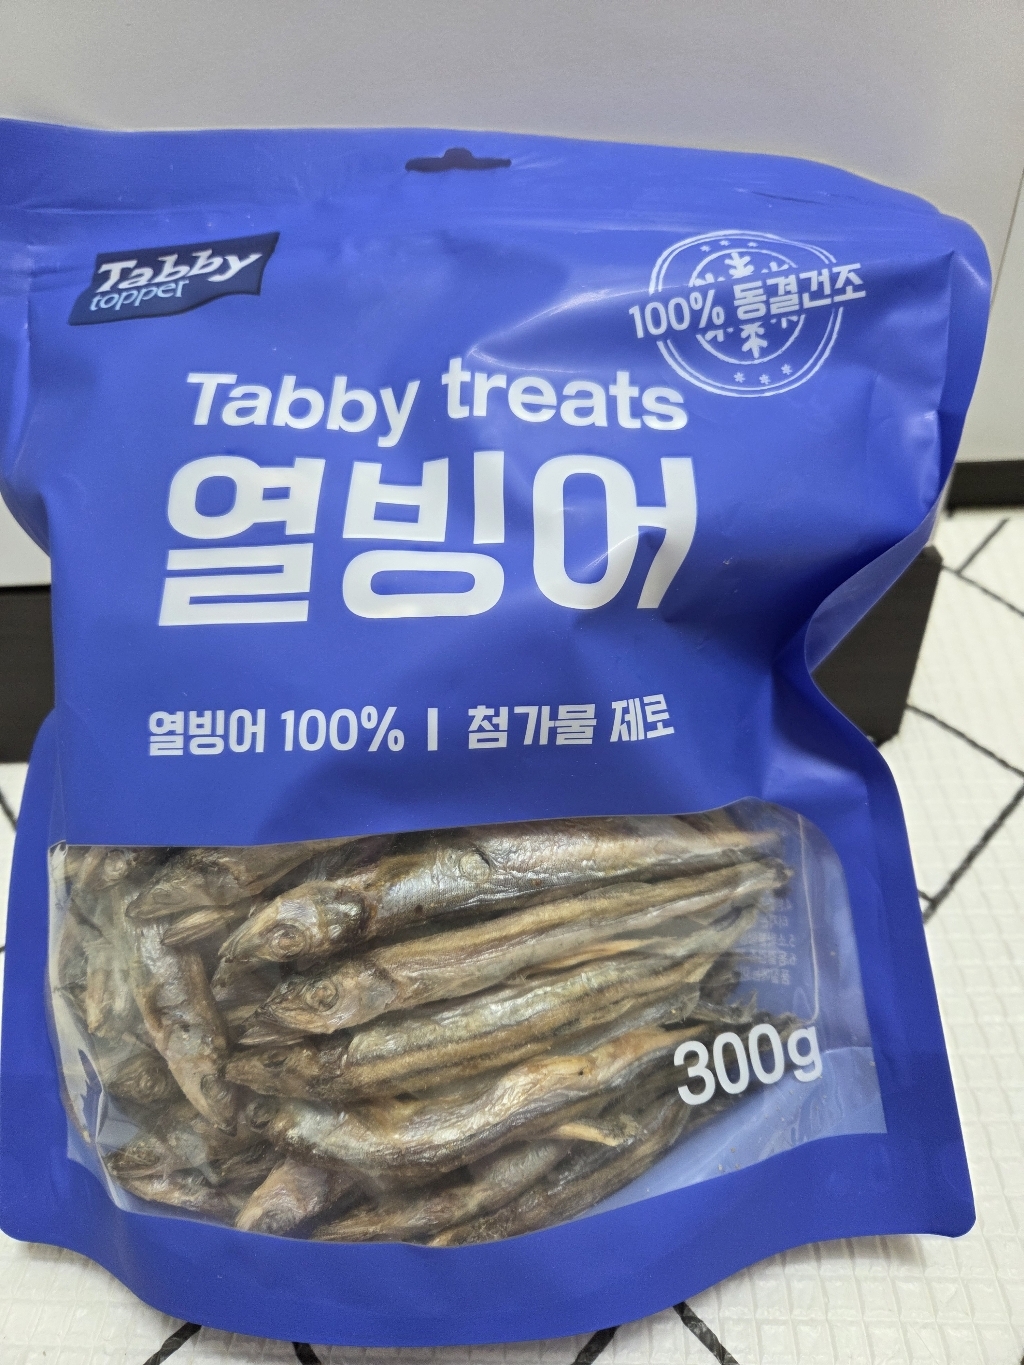 Tabby
topper
100% 동결건조
Tabby treats
열빙어
열빙어 100% | 첨가물 제로
300g